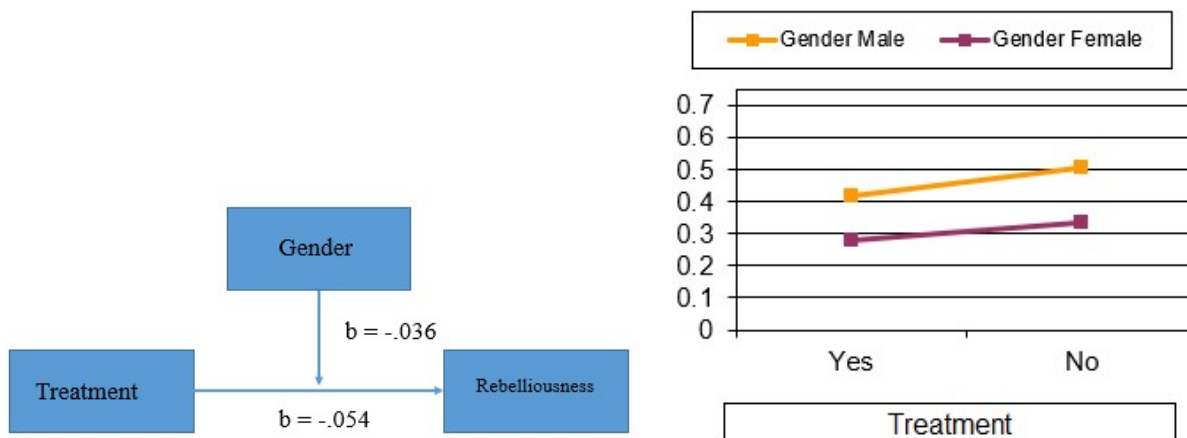 Gender
b = -.036
Treatment
Rebelliousness
b = -.054
Gender Male Gender Female
0.7
0.6
0.5
0.4
0.3
0.2
0.1
0
Yes No
Treatment